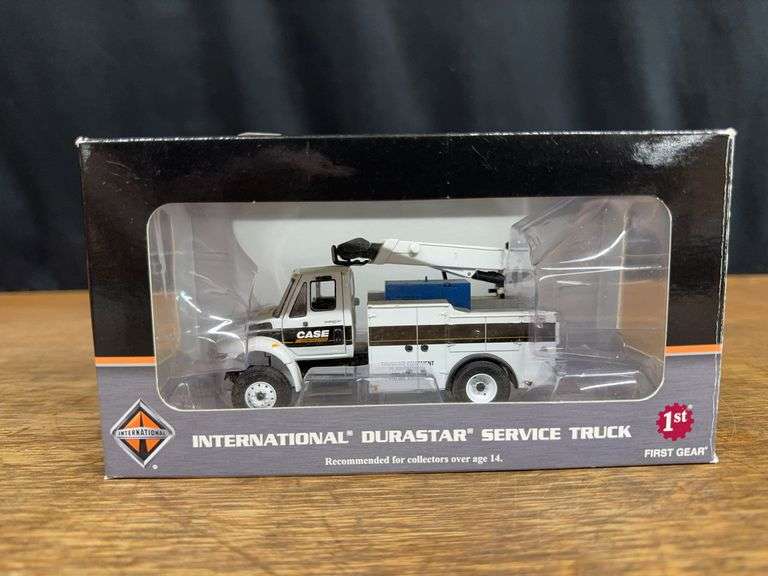 CASE
INTERNATIONAL®
INTERNATIONAL® DURASTAR® SERVICE TRUCK
Recommended for collectors over age 14.
1st®
FIRST GEAR®